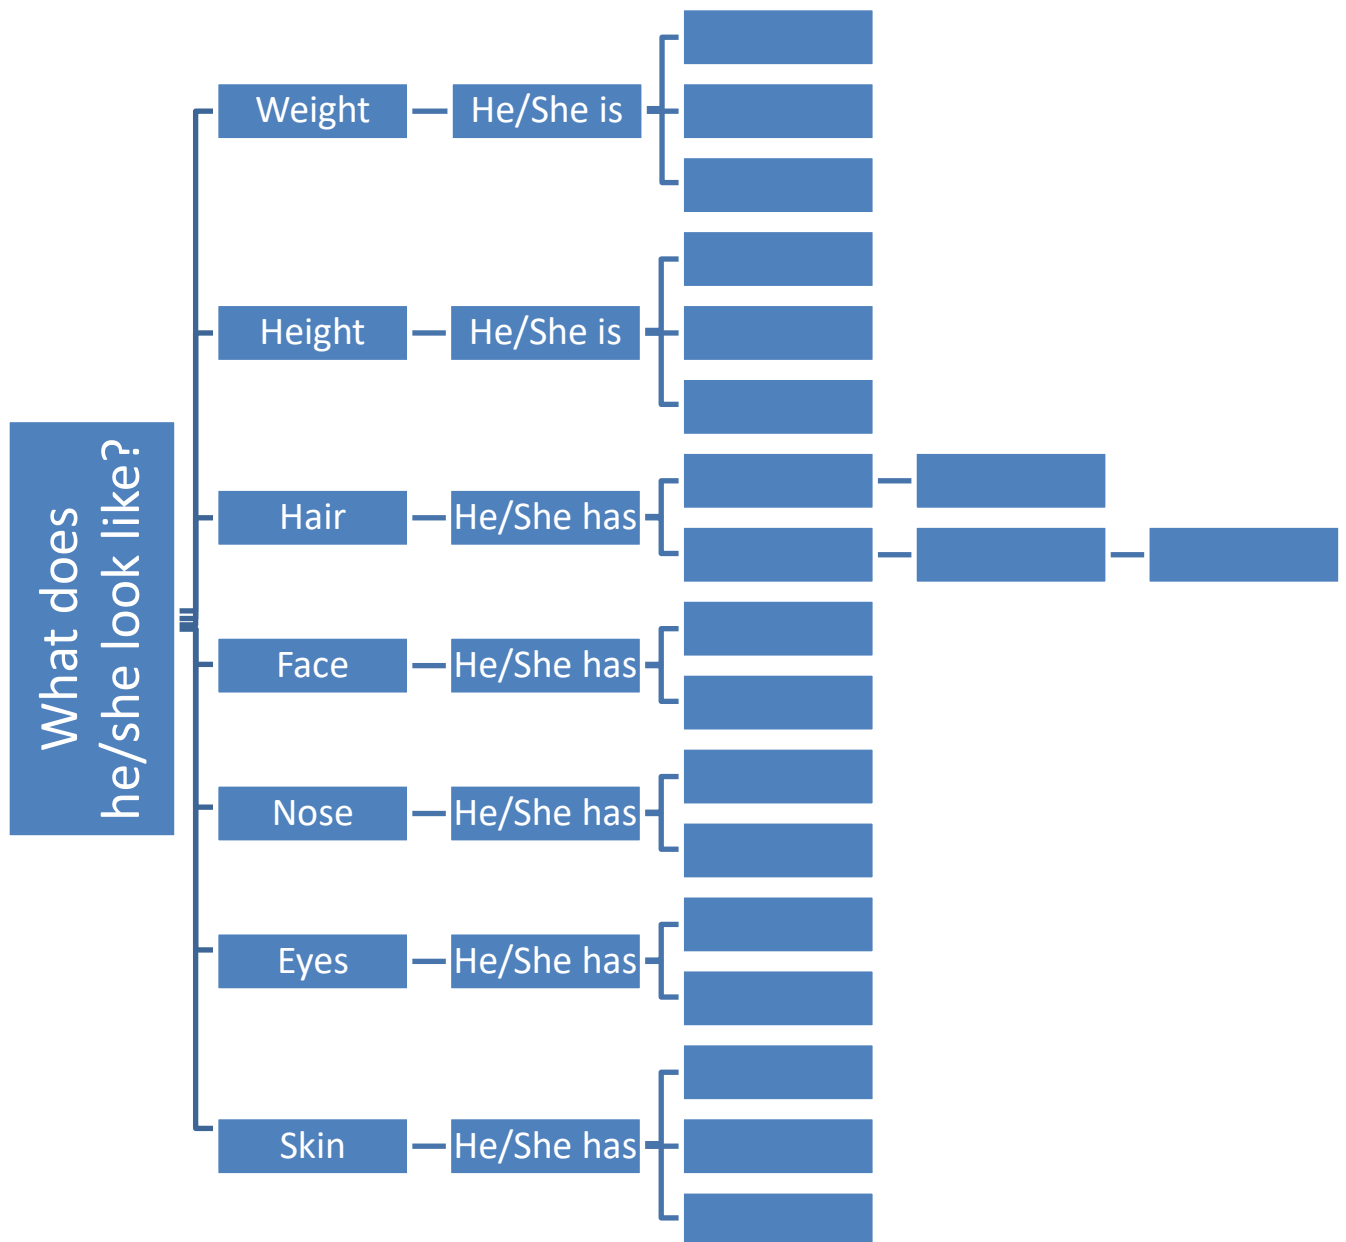 What does
he/she look like?
Weight
He/She is
Height
He/She is
Hair
He/She has
Face
He/She has
Nose
He/She has
Eyes
He/She has
Skin
He/She has